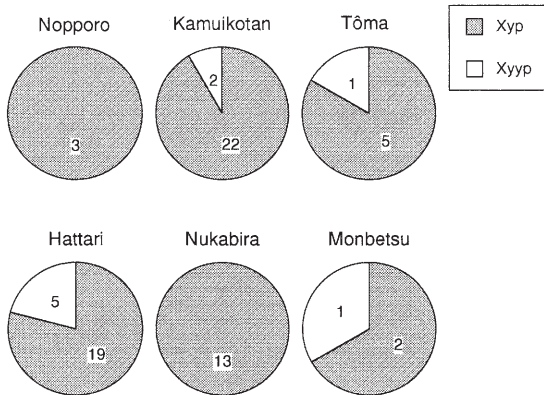 Nopporo
Kamuikotan
Tôma
Xyp
Xyyp
3
2
22
1
5
Hattari
Nukabira
Monbetsu
5
19
13
1
2